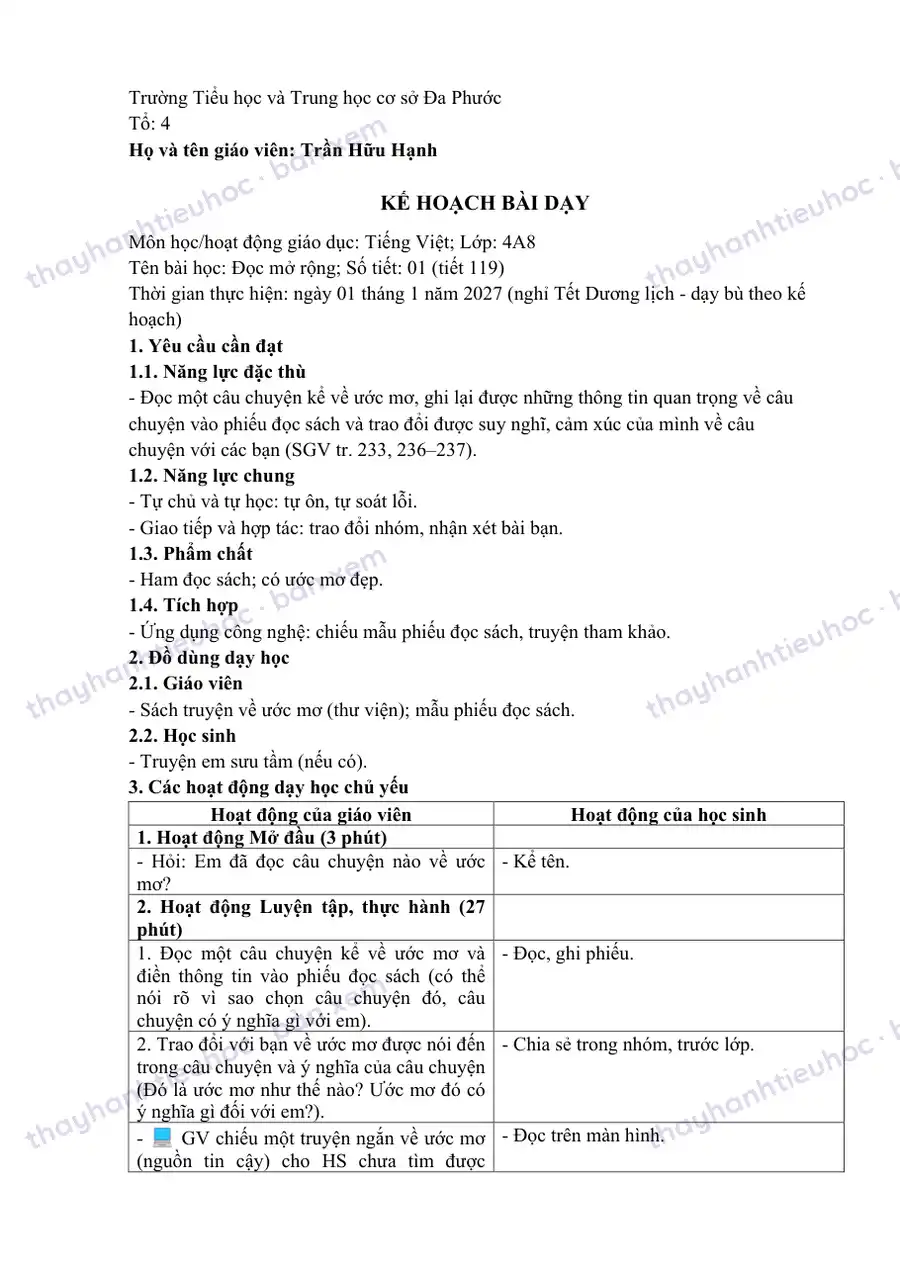 Trường Tiểu học và Trung học cơ sở Đa Phước
Tổ: 4
Họ và tên giáo viên: Trần Hữu Hạnh
KẾ HOẠCH BÀI DẠY
Môn học/hoạt động giáo dục: Tiếng Việt; Lớp: 4A8
Tên bài học: Đọc mở rộng; Số tiết: 01 (tiết 119)
Thời gian thực hiện: ngày 01 tháng 1 năm 2027 (nghỉ Tết Dương lịch - dạy bù theo kế
hoạch)
1. Yêu cầu cần đạt
1.1. Năng lực đặc thù
- Đọc một câu chuyện kể về ước mơ, ghi lại được những thông tin quan trọng về câu
chuyện vào phiếu đọc sách và trao đổi được suy nghĩ, cảm xúc của mình về câu
chuyện với các bạn (SGV tr. 233, 236–237).
1.2. Năng lực chung
- Tự chủ và tự học: tự ôn, tự soát lỗi.
- Giao tiếp và hợp tác: trao đổi nhóm, nhận xét bài bạn.
1.3. Phẩm chất
- Ham đọc sách; có ước mơ đẹp.
1.4. Tích hợp
- Ứng dụng công nghệ: chiếu mẫu phiếu đọc sách, truyện tham khảo.
2. Đồ dùng dạy học
2.1. Giáo viên
- Sách truyện về ước mơ (thư viện); mẫu phiếu đọc sách.
2.2. Học sinh
- Truyện em sưu tầm (nếu có).
3. Các hoạt động dạy học chủ yếu
Hoạt động của giáo viên
Hoạt động của học sinh
1. Hoạt động Mở đầu (3 phút)
- Hỏi: Em đã đọc câu chuyện nào về ước
mơ?
- Kể tên.
2. Hoạt động Luyện tập, thực hành (27
phút)
1. Đọc một câu chuyện kể về ước mơ và
điền thông tin vào phiếu đọc sách (có thể
nói rõ vì sao chọn câu chuyện đó, câu
chuyện có ý nghĩa gì với em).
- Đọc, ghi phiếu.
2. Trao đổi với bạn về ước mơ được nói đến
trong câu chuyện và ý nghĩa của câu chuyện
(Đó là ước mơ như thế nào? Ước mơ đó có
ý nghĩa gì đối với em?).
- Chia sẻ trong nhóm, trước lớp.
- GV chiếu một truyện ngắn về ước mơ
(nguồn tin cậy) cho HS chưa tìm được
- Đọc trên màn hình.
thayhanhtieuhoc · bản xem
thayhanhtieuhoc · b
thayhanhtieuhoc · bản xem
thayhanhtieuhoc · b
thayhanhtieuhoc · bản xem
thayhanhtieuhoc · b